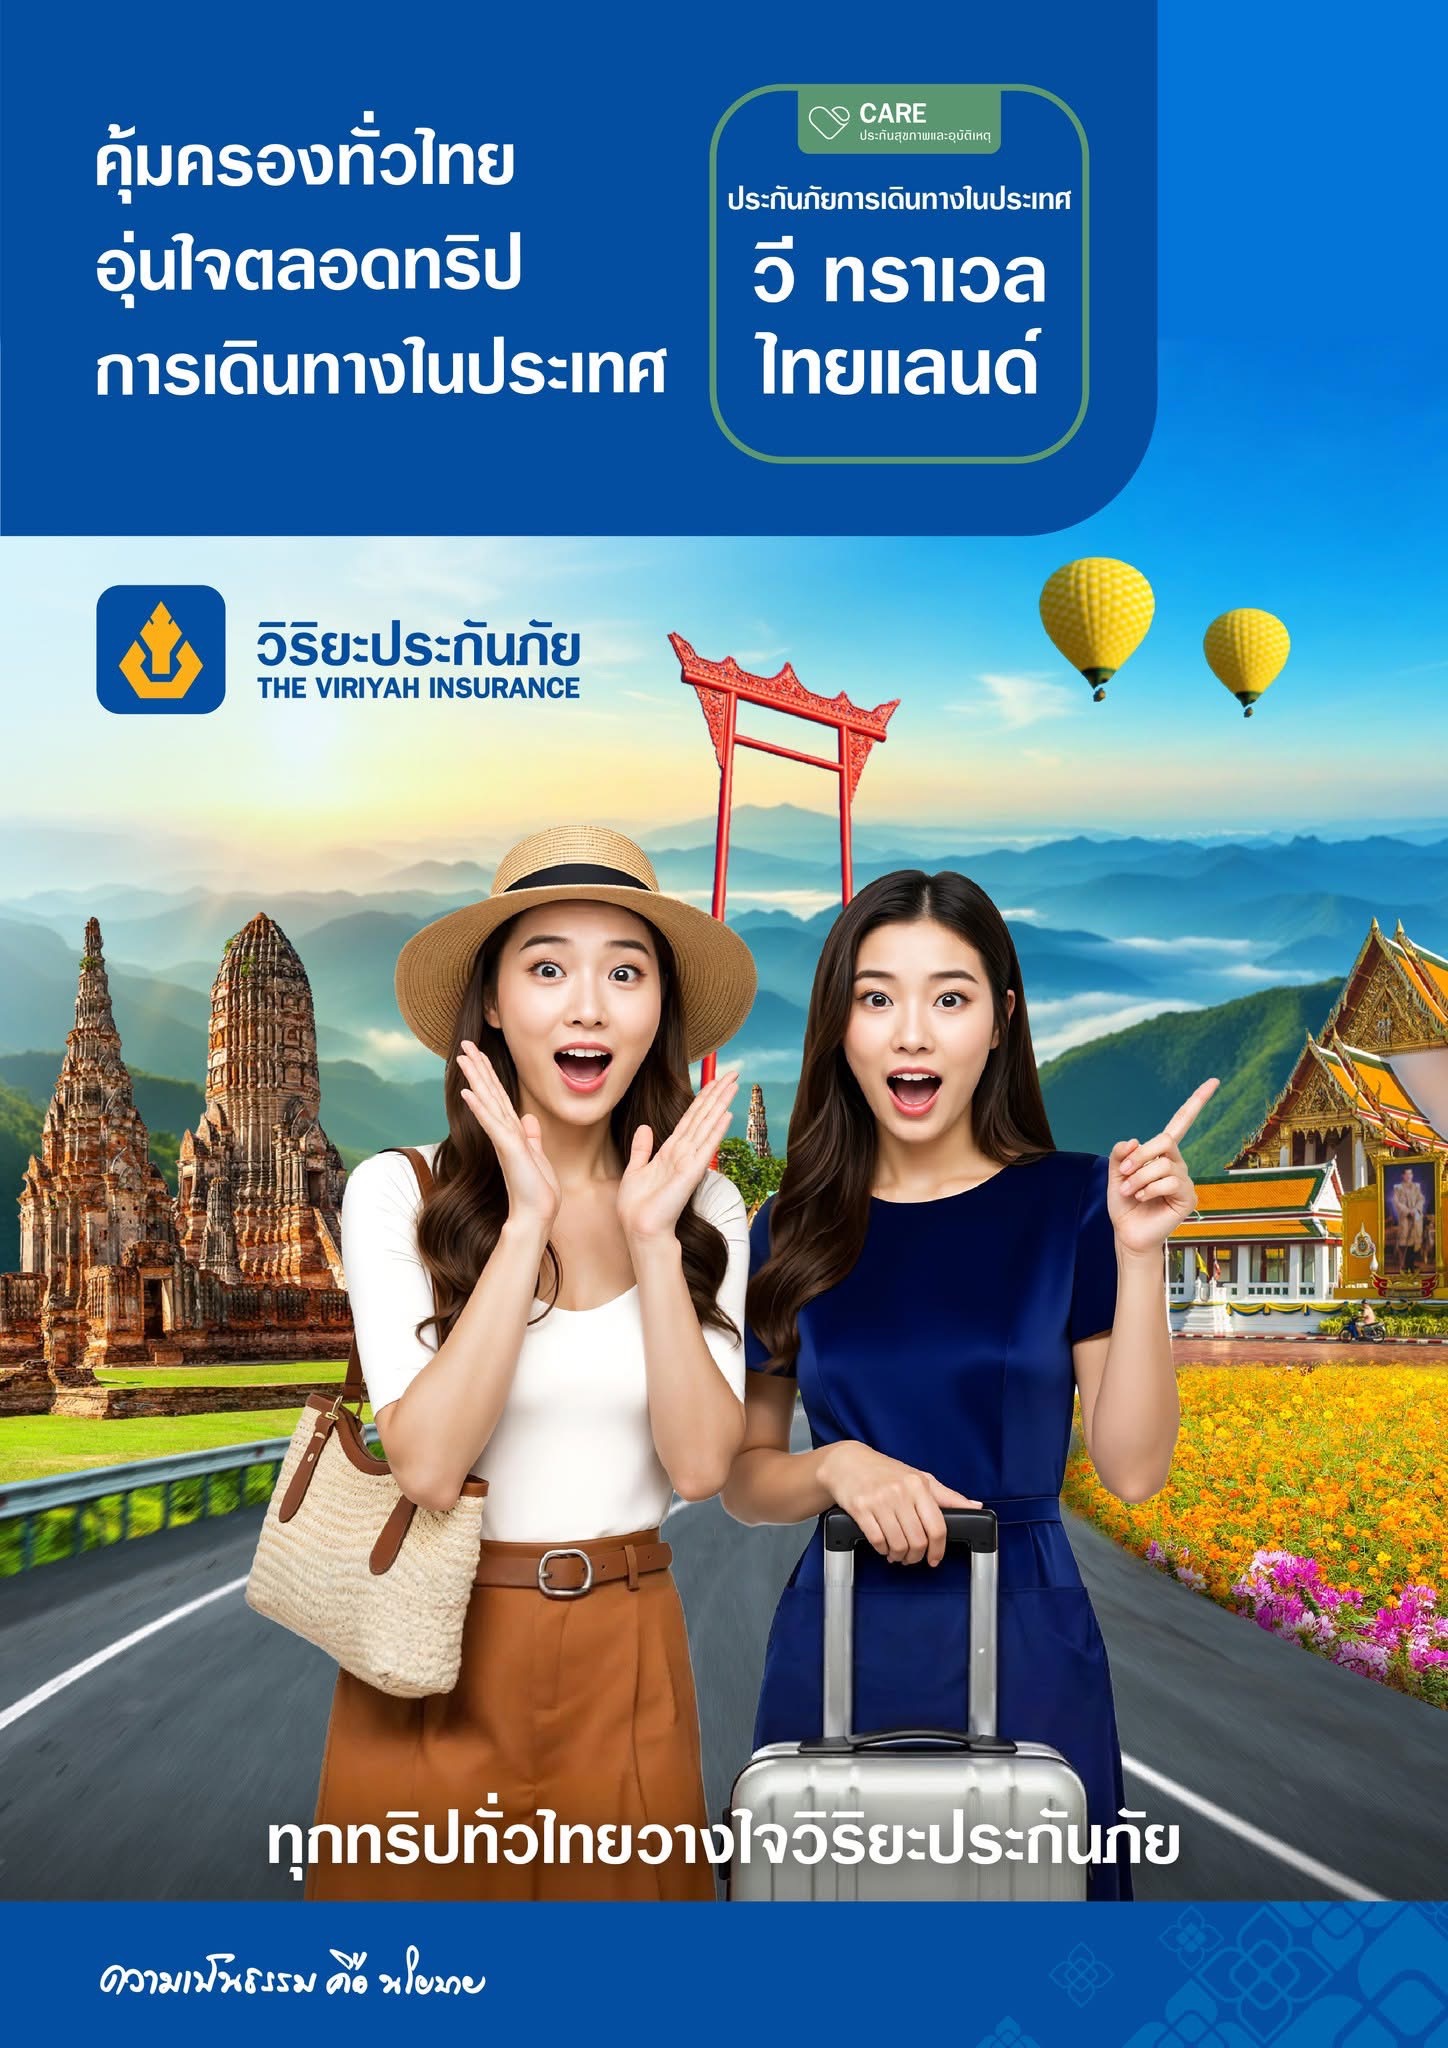 คุ้มครองทั่วไทย
อุ่นใจตลอดทริป
การเดินทางในประเทศ
CARE
ประกันสุขภาพและอุบัติเหตุ
ประกันภัยการเดินทางในประเทศ
วี ทราเวล
ไทยแลนด์
วิริยะประกันภัย
THE VIRIYAH INSURANCE
ทุกทริปทั่วไทยวางใจวิริยะประกันภัย
ความเป็นธรรม คือ นโยบาย